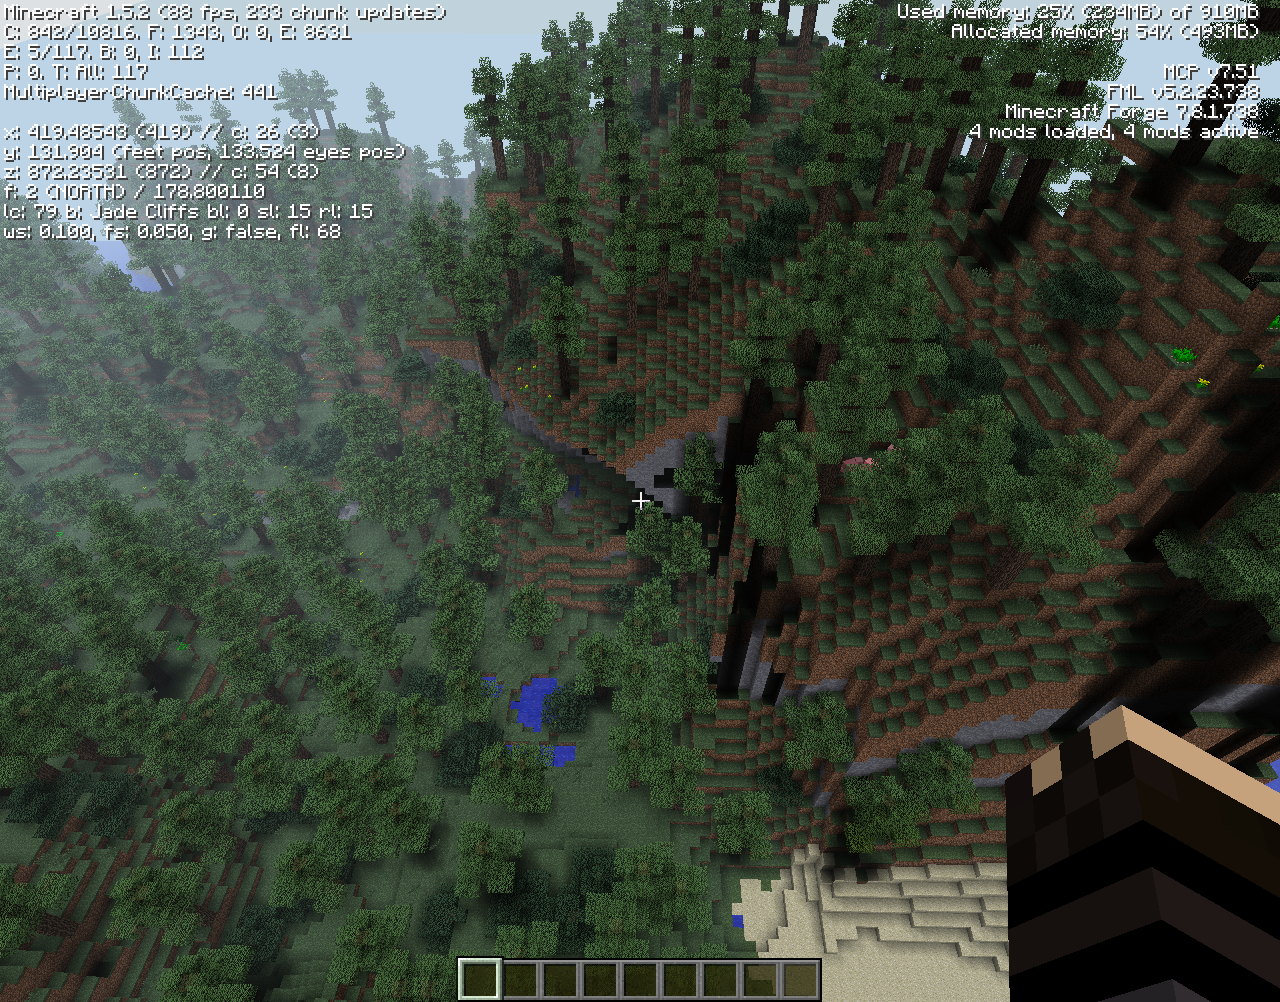 Minecraft 1.5.2 (38 fps, 233 chunk updates)
C: 842/10816. F: 1343, O: 0, E: 8631
E: 5/117. B: 0, I: 112
P: 0. T: All: 117
MultiplayerChunkCache: 441
x: 419.48543 (419) // c: 26 (3)
y: 131.904 (feet pos, 133.524 eyes pos)
z: 872.23531 (872) // c: 54 (8)
f: 2 (NORTH) / 178.800110
lc: 79 b: Jade Cliffs bl: 0 sl: 15 rl: 15
ws: 0.100, fs: 0.050, g: false, fl: 68
Used memory: 25% (234MB) of 910MB
Allocated memory: 54% (493MB)
MCP v7.51
FML v5.2.23.738
Minecraft Forge 7.8.1.738
4 mods loaded, 4 mods active